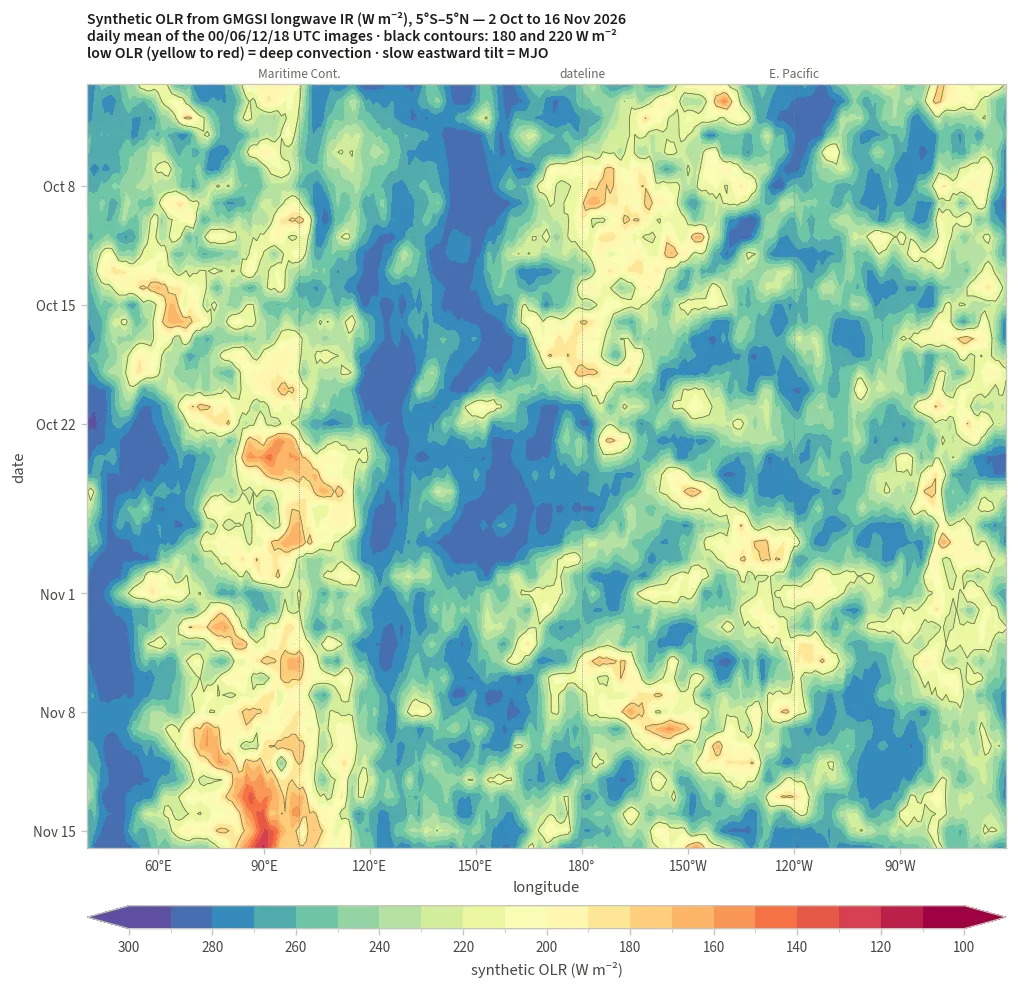 Synthetic OLR from GMGSI longwave IR (W m⁻²), 5°S–5°N — 2 Oct to 16 Nov 2026
daily mean of the 00/06/12/18 UTC images · black contours: 180 and 220 W m⁻²
low OLR (yellow to red) = deep convection · slow eastward tilt = MJO
Maritime Cont. dateline E. Pacific
Oct 8
Oct 15
Oct 22
date
Nov 1
Nov 8
Nov 15
60°E 90°E 120°E 150°E 180° 150°W 120°W 90°W
longitude
300 280 260 240 220 200 180 160 140 120 100
synthetic OLR (W m⁻²)